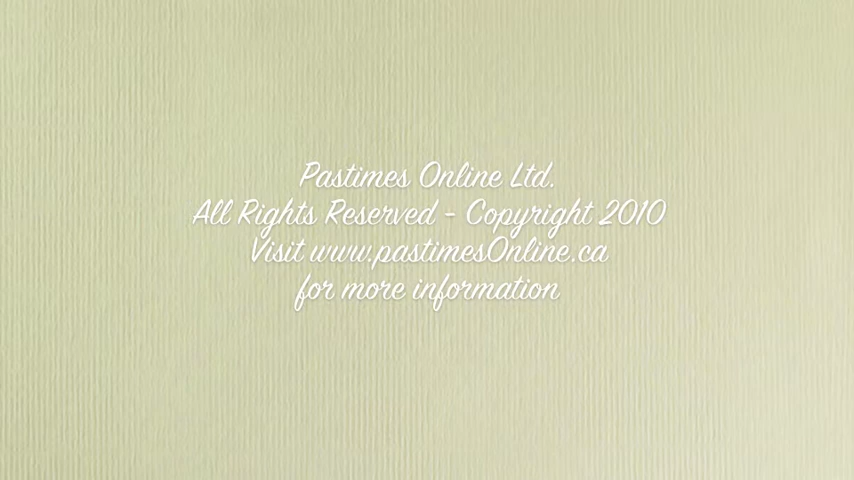 Pastimes Online Ltd.
All Rights Reserved - Copyright 2010
Visit www.pastimesOnline.ca
for more information